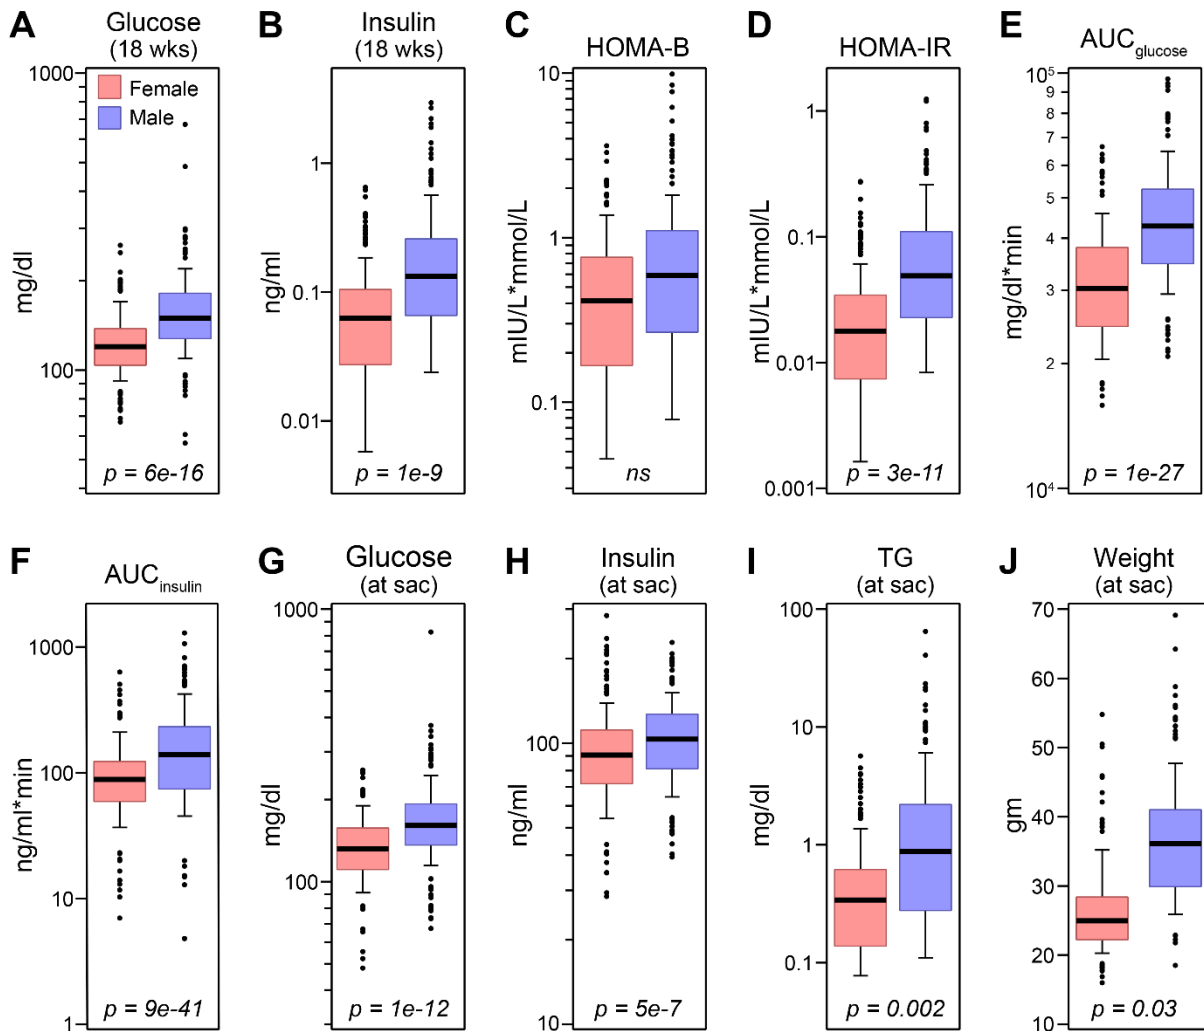 A
Glucose
(18 wks)
1000
100
mg/dl
Female
Male
p = 6e-16
B
Insulin
(18 wks)
1
0.1
0.01
ng/ml
p = 1e-9
C
HOMA-B
10
1
0.1
mIU/L*mmol/L
ns
D
HOMA-IR
1
0.1
0.01
0.001
mIU/L*mmol/L
p = 3e-11
E
AUCglucose
10⁵
9
8
7
6
5
4
3
2
10⁴
mg/dl*min
p = 1e-27
F
AUCinsulin
1000
100
10
1
ng/ml*min
p = 9e-41
G
Glucose
(at sac)
1000
100
mg/dl
p = 1e-12
H
Insulin
(at sac)
100
10
ng/ml
p = 5e-7
I
TG
(at sac)
100
10
1
0.1
mg/dl
p = 0.002
J
Weight
(at sac)
70
60
50
40
30
20
10
gm
p = 0.03